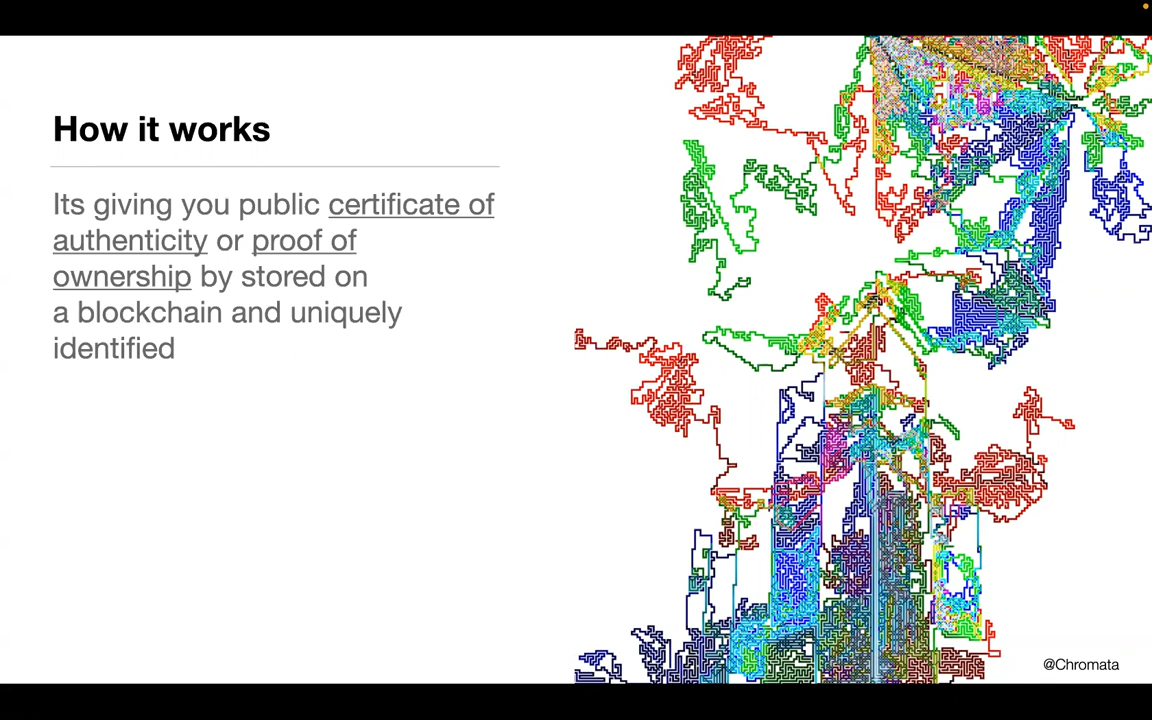 How it works
Its giving you public certificate of
authenticity or proof of
ownership by stored on
a blockchain and uniquely
identified
@Chromata